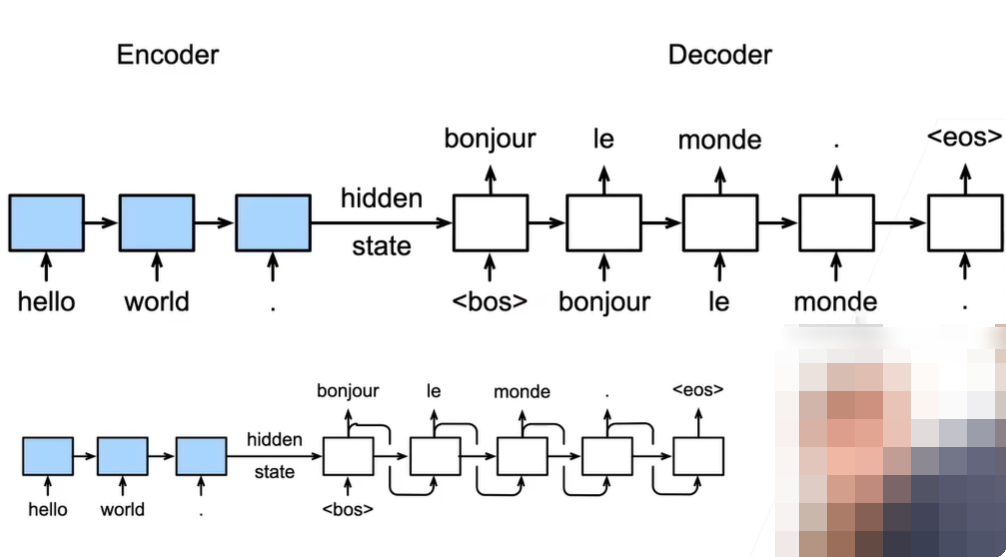 Encoder Decoder
bonjour le monde . <eos>
hidden
state
hello world . <bos> bonjour le monde .
bonjour le monde . <eos>
hidden
state
hello world . <bos>